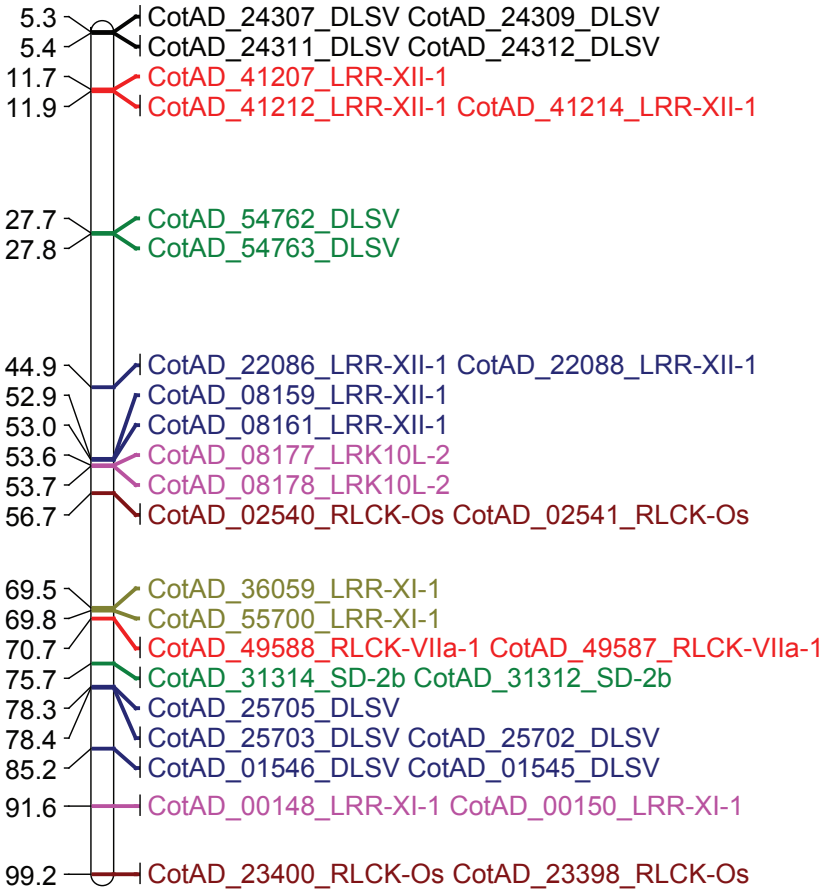 5.3 CotAD_24307_DLSV CotAD_24309_DLSV
5.4 CotAD_24311_DLSV CotAD_24312_DLSV
11.7 CotAD_41207_LRR-XII-1
11.9 CotAD_41212_LRR-XII-1 CotAD_41214_LRR-XII-1
27.7 CotAD_54762_DLSV
27.8 CotAD_54763_DLSV
44.9 CotAD_22086_LRR-XII-1 CotAD_22088_LRR-XII-1
52.9 CotAD_08159_LRR-XII-1
53.0 CotAD_08161_LRR-XII-1
53.6 CotAD_08177_LRK10L-2
53.7 CotAD_08178_LRK10L-2
56.7 CotAD_02540_RLCK-Os CotAD_02541_RLCK-Os
69.5 CotAD_36059_LRR-XI-1
69.8 CotAD_55700_LRR-XI-1
70.7 CotAD_49588_RLCK-VIIa-1 CotAD_49587_RLCK-VIIa-1
75.7 CotAD_31314_SD-2b CotAD_31312_SD-2b
78.3 CotAD_25705_DLSV
78.4 CotAD_25703_DLSV CotAD_25702_DLSV
85.2 CotAD_01546_DLSV CotAD_01545_DLSV
91.6 CotAD_00148_LRR-XI-1 CotAD_00150_LRR-XI-1
99.2 CotAD_23400_RLCK-Os CotAD_23398_RLCK-Os